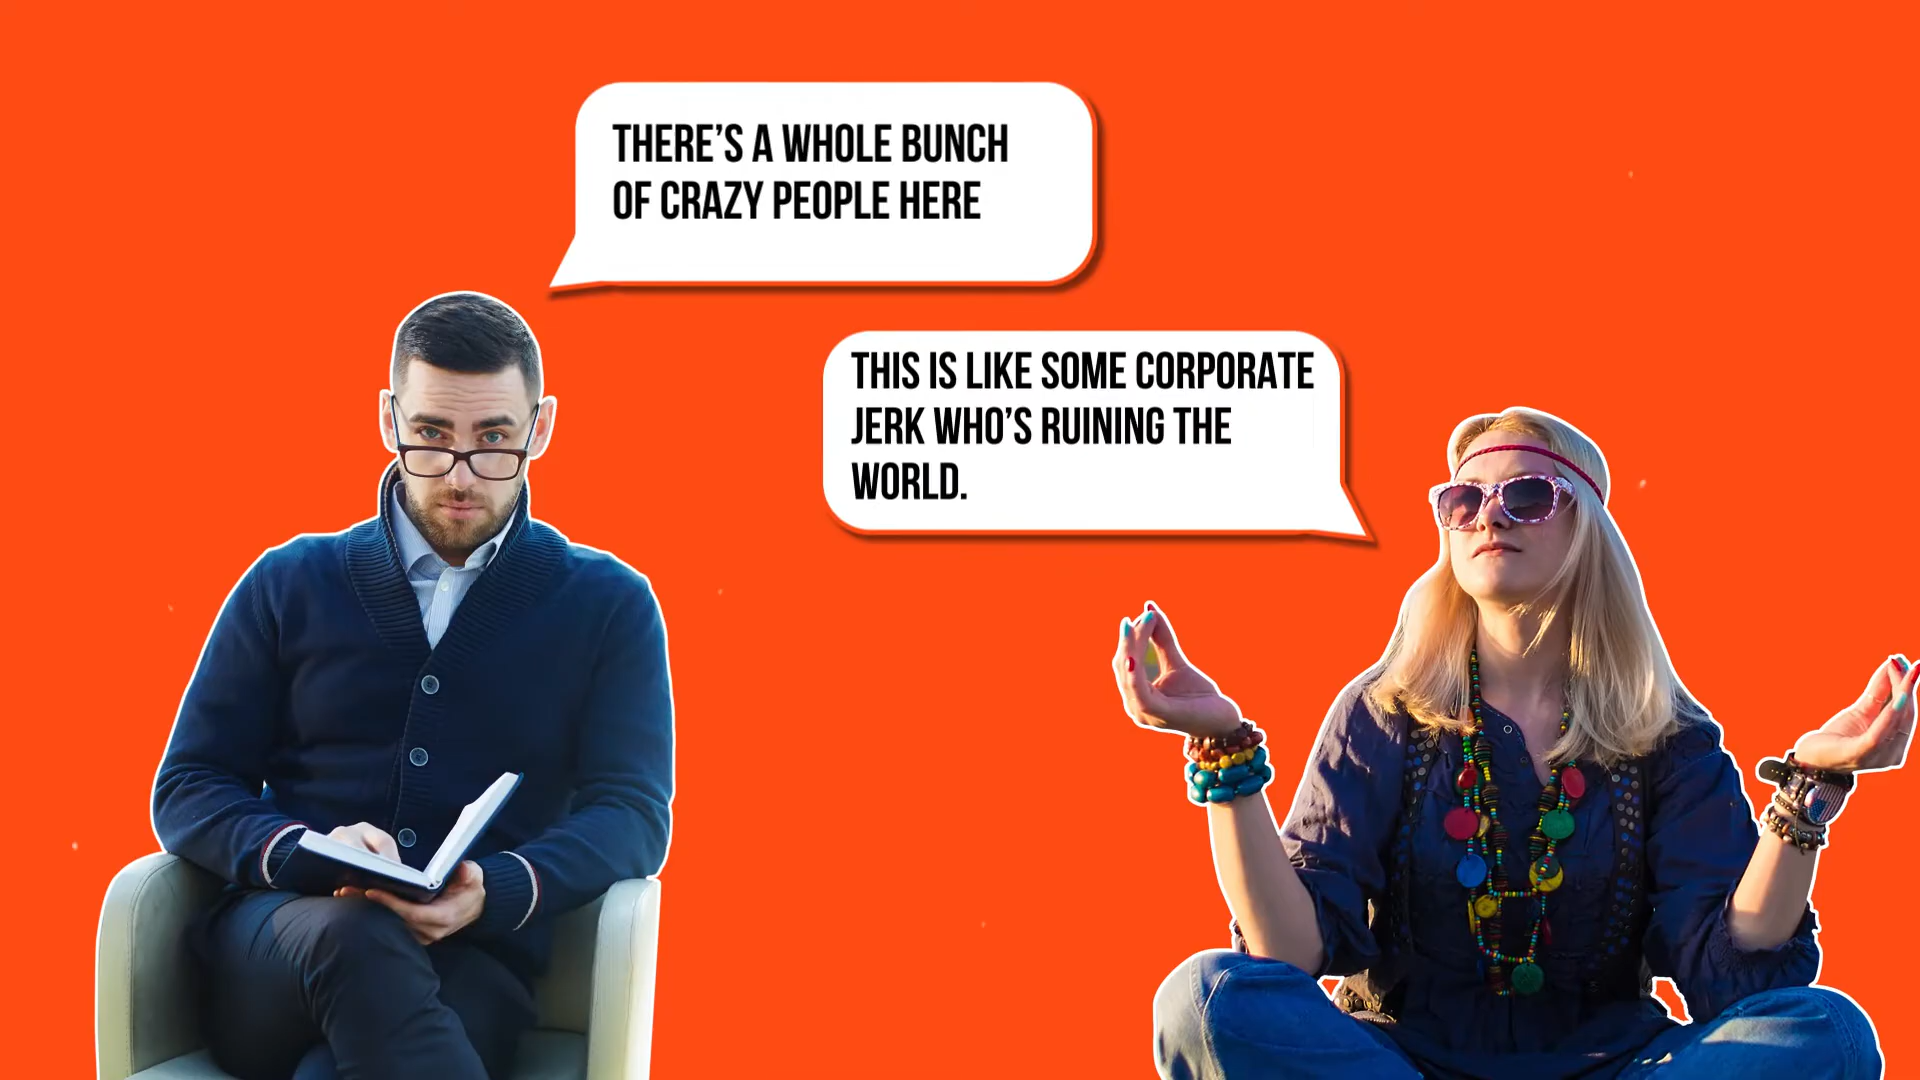 THERE’S A WHOLE BUNCH
OF CRAZY PEOPLE HERE
THIS IS LIKE SOME CORPORATE
JERK WHO’S RUINING THE
WORLD.